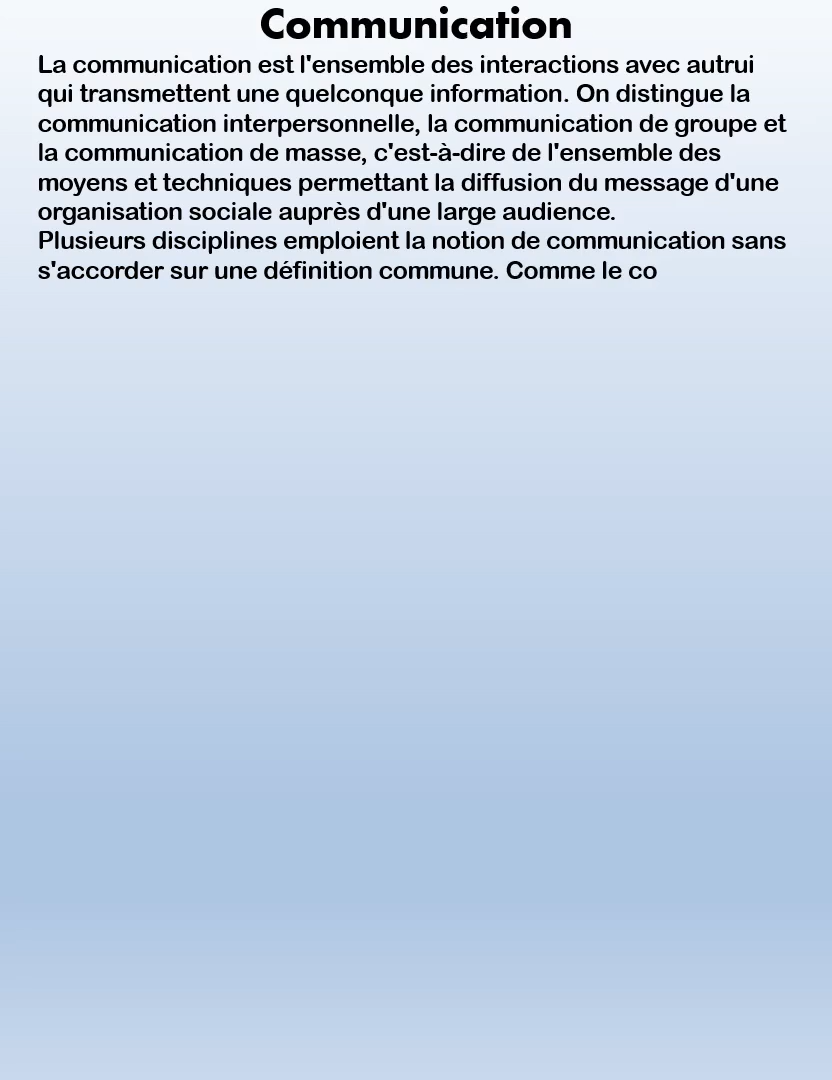 Communication
La communication est l'ensemble des interactions avec autrui
qui transmettent une quelconque information. On distingue la
communication interpersonnelle, la communication de groupe et
la communication de masse, c'est-à-dire de l'ensemble des
moyens et techniques permettant la diffusion du message d'une
organisation sociale auprès d'une large audience.
Plusieurs disciplines emploient la notion de communication sans
s'accorder sur une définition commune. Comme le co